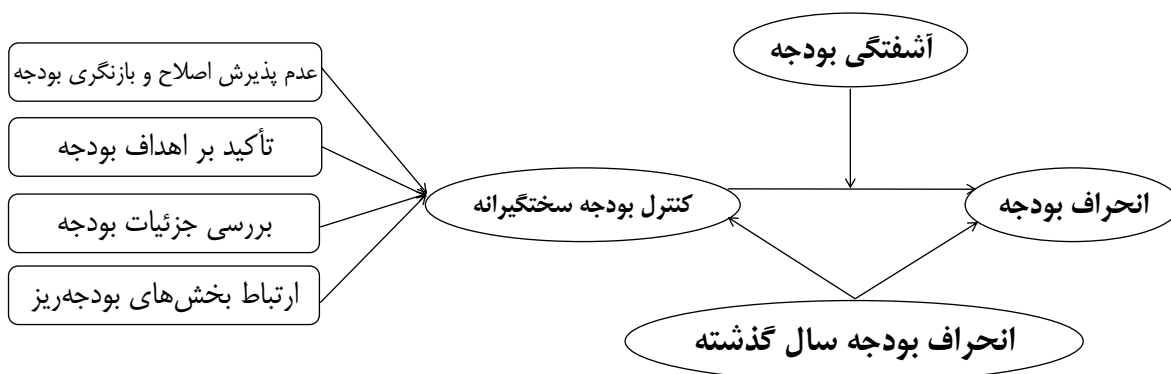 آشفتگی بودجه
عدم پذیرش اصلاح و بازنگری بودجه
تأکید بر اهداف بودجه
بررسی جزئیات بودجه
ارتباط بخش‌های بودجه‌ریز
کنترل بودجه سختگیرانه
انحراف بودجه
انحراف بودجه سال گذشته